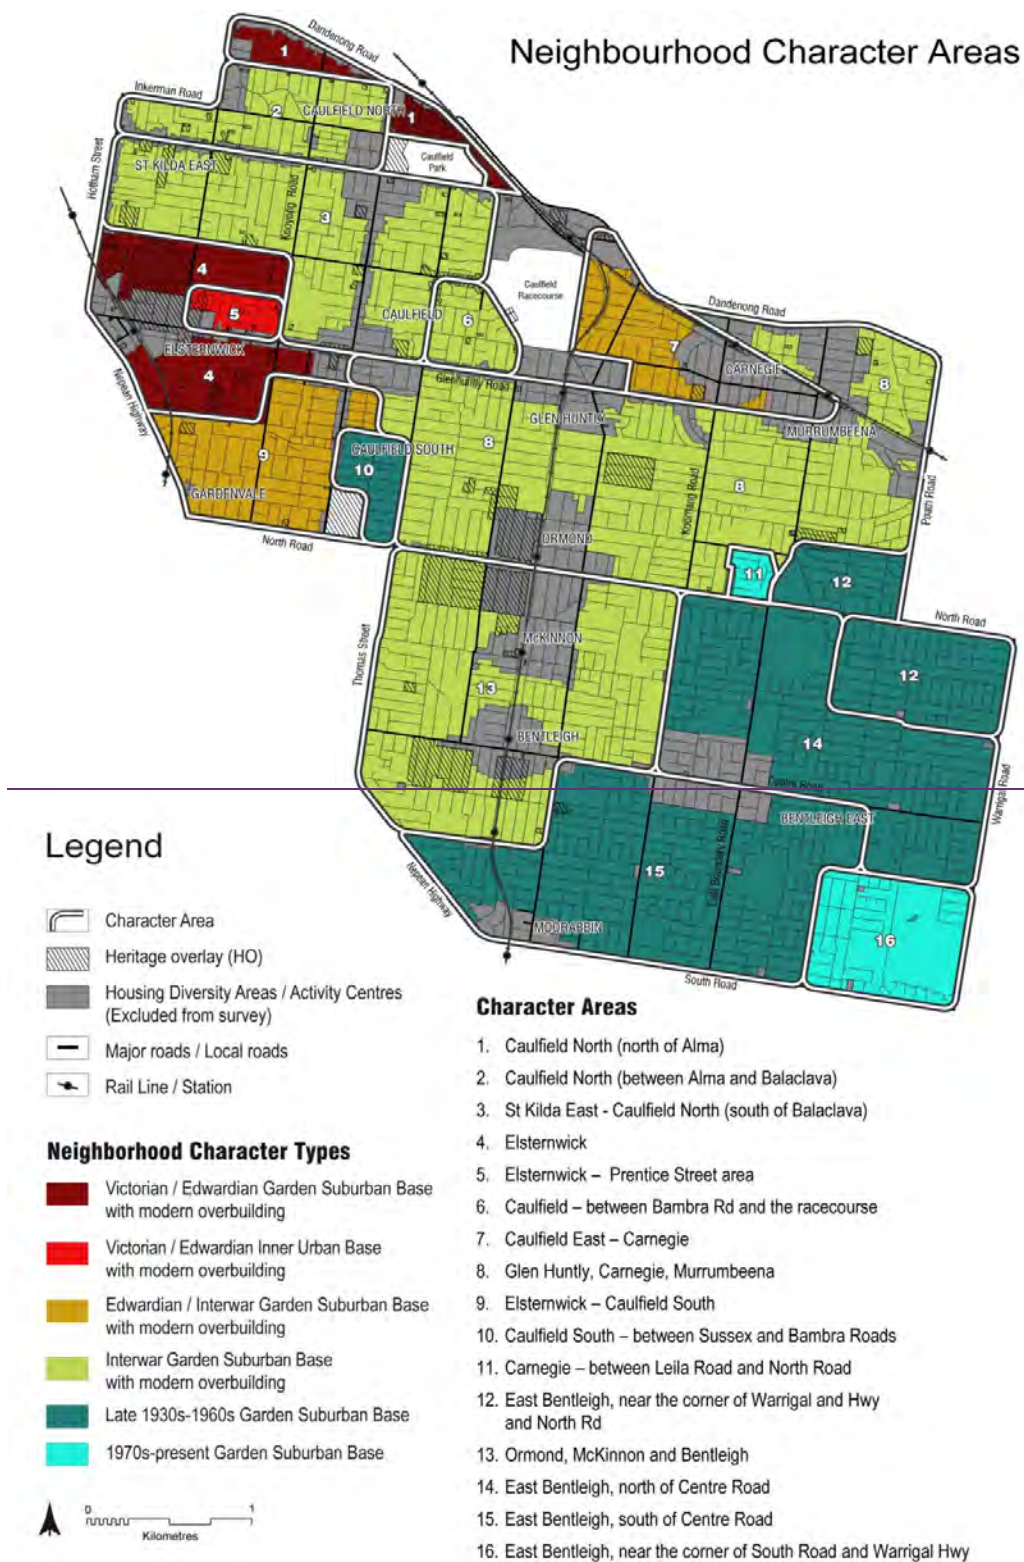 Neighbourhood Character Areas
Dandenong Road
1
Inkerman Road
2
CAULFIELD NORTH
1
Caulfield
Park
Hotham Street
ST KILDA EAST
Kooyong Road
3
4
Caulfield
Racecourse
5
CAULFIELD
6
Dandenong Road
7
CARNEGIE
8
ELSTERNWICK
4
Glenhuntly Road
Nepean Highway
GLEN HUNTLY
MURRUMBEENA
9
CAULFIELD SOUTH
8
10
8
GARDENVALE
Koornang Road
Poath Road
North Road
ORMOND
11
12
North Road
Thomas Street
McKINNON
12
13
14
BENTLEIGH
Centre Road
Warrigal Road
BENTLEIGH EAST
East Boundary Road
Nepean Highway
15
16
MOORABBIN
South Road
Legend
Character Area
Heritage overlay (HO)
Housing Diversity Areas / Activity Centres
(Excluded from survey)
Major roads / Local roads
Rail Line / Station
Neighborhood Character Types
Victorian / Edwardian Garden Suburban Base
with modern overbuilding
Victorian / Edwardian Inner Urban Base
with modern overbuilding
Edwardian / Interwar Garden Suburban Base
with modern overbuilding
Interwar Garden Suburban Base
with modern overbuilding
Late 1930s-1960s Garden Suburban Base
1970s-present Garden Suburban Base
0 1
Kilometres
Character Areas
1. Caulfield North (north of Alma)
2. Caulfield North (between Alma and Balaclava)
3. St Kilda East - Caulfield North (south of Balaclava)
4. Elsternwick
5. Elsternwick – Prentice Street area
6. Caulfield – between Bambra Rd and the racecourse
7. Caulfield East – Carnegie
8. Glen Huntly, Carnegie, Murrumbeena
9. Elsternwick – Caulfield South
10. Caulfield South – between Sussex and Bambra Roads
11. Carnegie – between Leila Road and North Road
12. East Bentleigh, near the corner of Warrigal and Hwy
and North Rd
13. Ormond, McKinnon and Bentleigh
14. East Bentleigh, north of Centre Road
15. East Bentleigh, south of Centre Road
16. East Bentleigh, near the corner of South Road and Warrigal Hwy